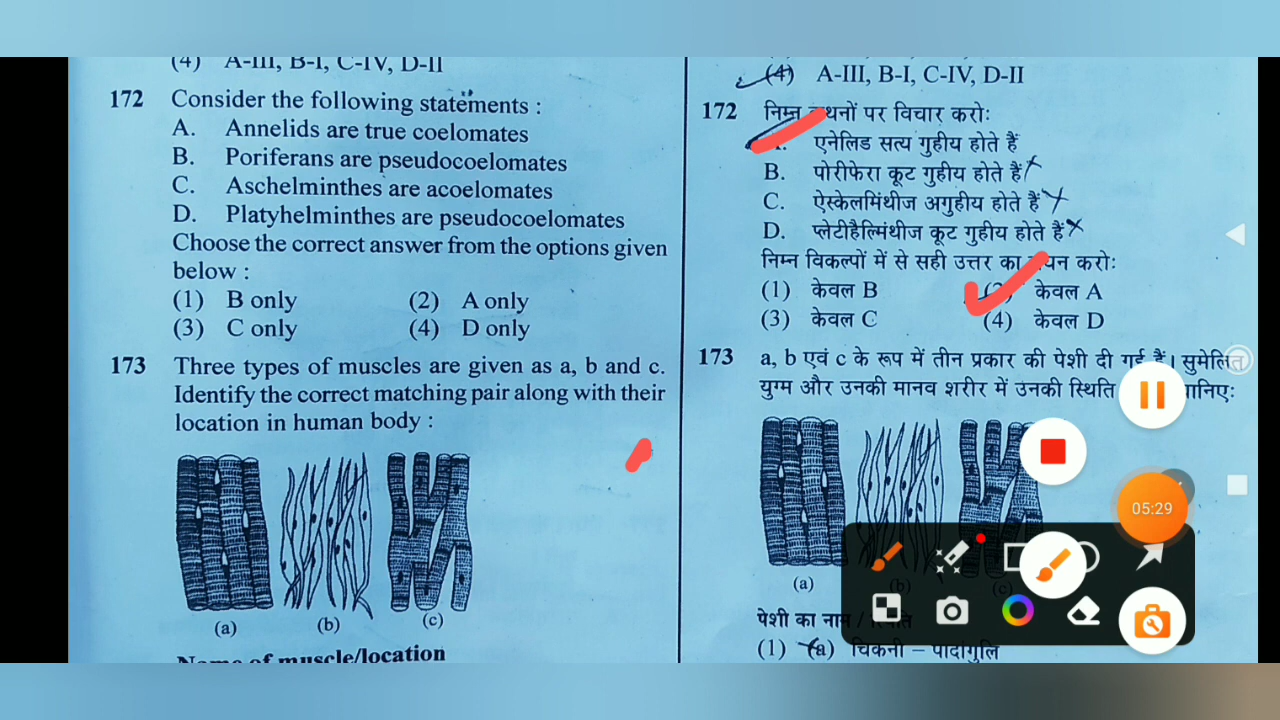 (4) A-III, B-I, C-IV, D-II
172 Consider the following statements :
A. Annelids are true coelomates
B. Poriferans are pseudocoelomates
C. Aschelminthes are acoelomates
D. Platyhelminthes are pseudocoelomates
Choose the correct answer from the options given
below :
(1) B only (2) A only
(3) C only (4) D only
173 Three types of muscles are given as a, b and c.
Identify the correct matching pair along with their
location in human body :
(a) (b) (c)
Name of muscle/location
(4) A-III, B-I, C-IV, D-II
172 निम्न कथनों पर विचार करोः
A. एनेलिड सत्य गुहीय होते हैं
B. पोरीफेरा कूट गुहीय होते हैं
C. ऐस्केलमिंथीज अगुहीय होते हैं
D. प्लेटीहैल्मिंथीज कूट गुहीय होते हैं
निम्न विकल्पों में से सही उत्तर का चयन करोः
(1) केवल B (2) केवल A
(3) केवल C (4) केवल D
173 a, b एवं c के रूप में तीन प्रकार की पेशी दी गई हैं। सुमेलित
युग्म और उनकी मानव शरीर में उनकी स्थिति
(a) (b) (c)
पेशी का नाम / स्थिति
(1) (a) चिकनी – पादांगुलि
05:29